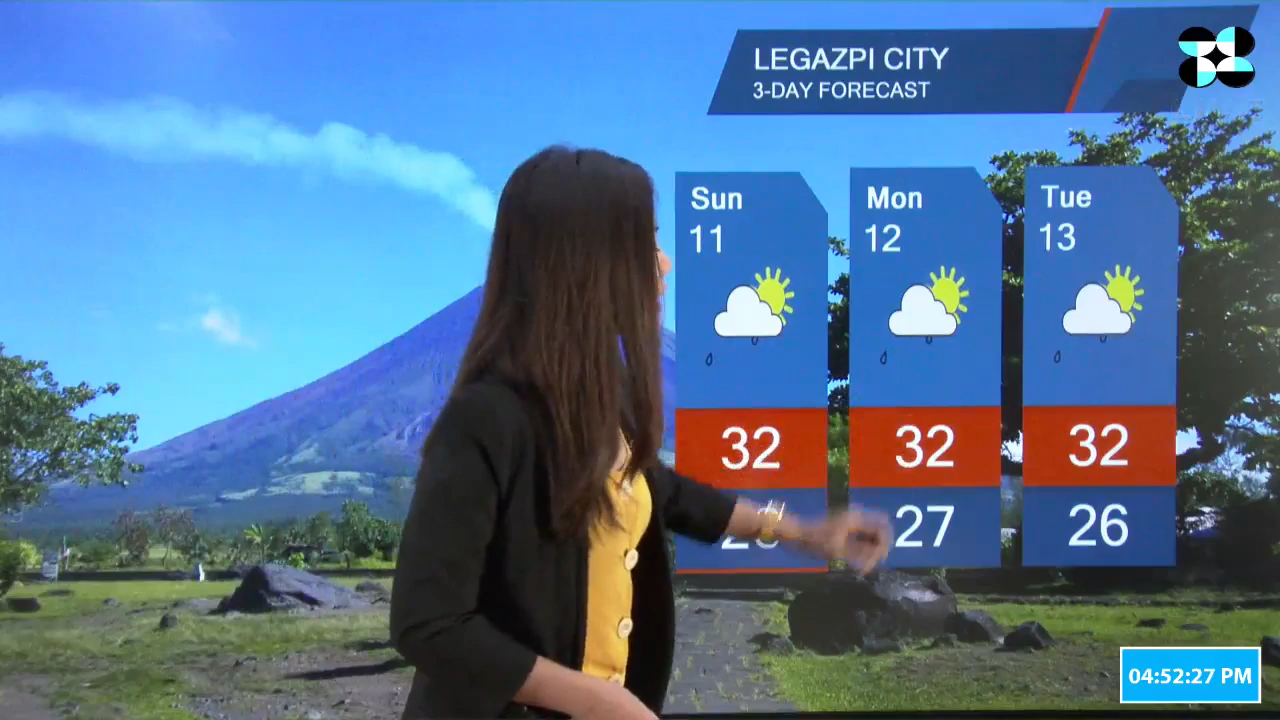 LEGAZPI CITY
3-DAY FORECAST
Sun
11
32
Mon
12
32
27
Tue
13
32
26
04:52:27 PM